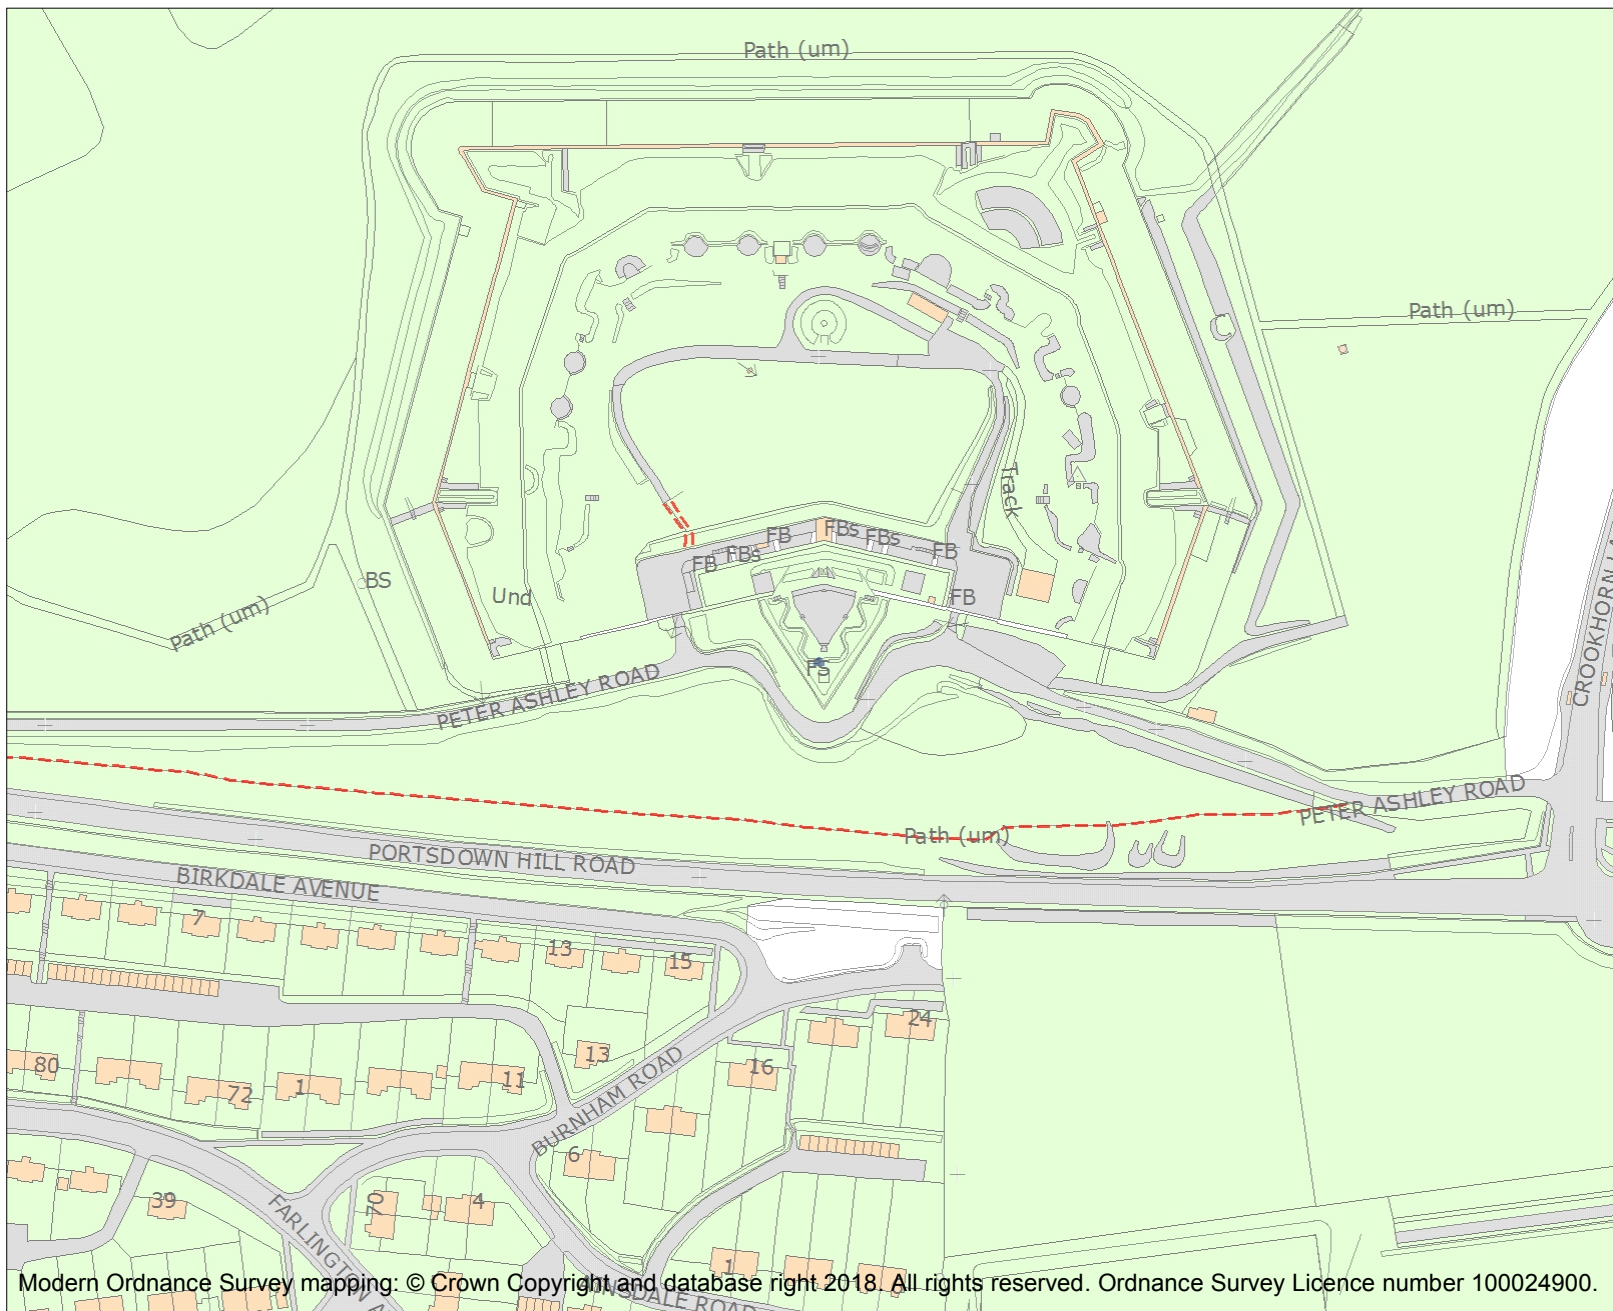 Path (um)
Path (um)
Track
FB
FBs
FB
FBs
FBs
FB
FB
BS
Und
Path (um)
FS
PETER ASHLEY ROAD
CROOKHORN
PETER ASHLEY ROAD
Path (um)
PORTSDOWN HILL ROAD
BIRKDALE AVENUE
7
13
15
24
13
16
80
72
1
11
BURNHAM ROAD
6
39
70
4
FARLINGTON
1
AINSDALE ROAD
Modern Ordnance Survey mapping: © Crown Copyright and database right 2018. All rights reserved. Ordnance Survey Licence number 100024900.